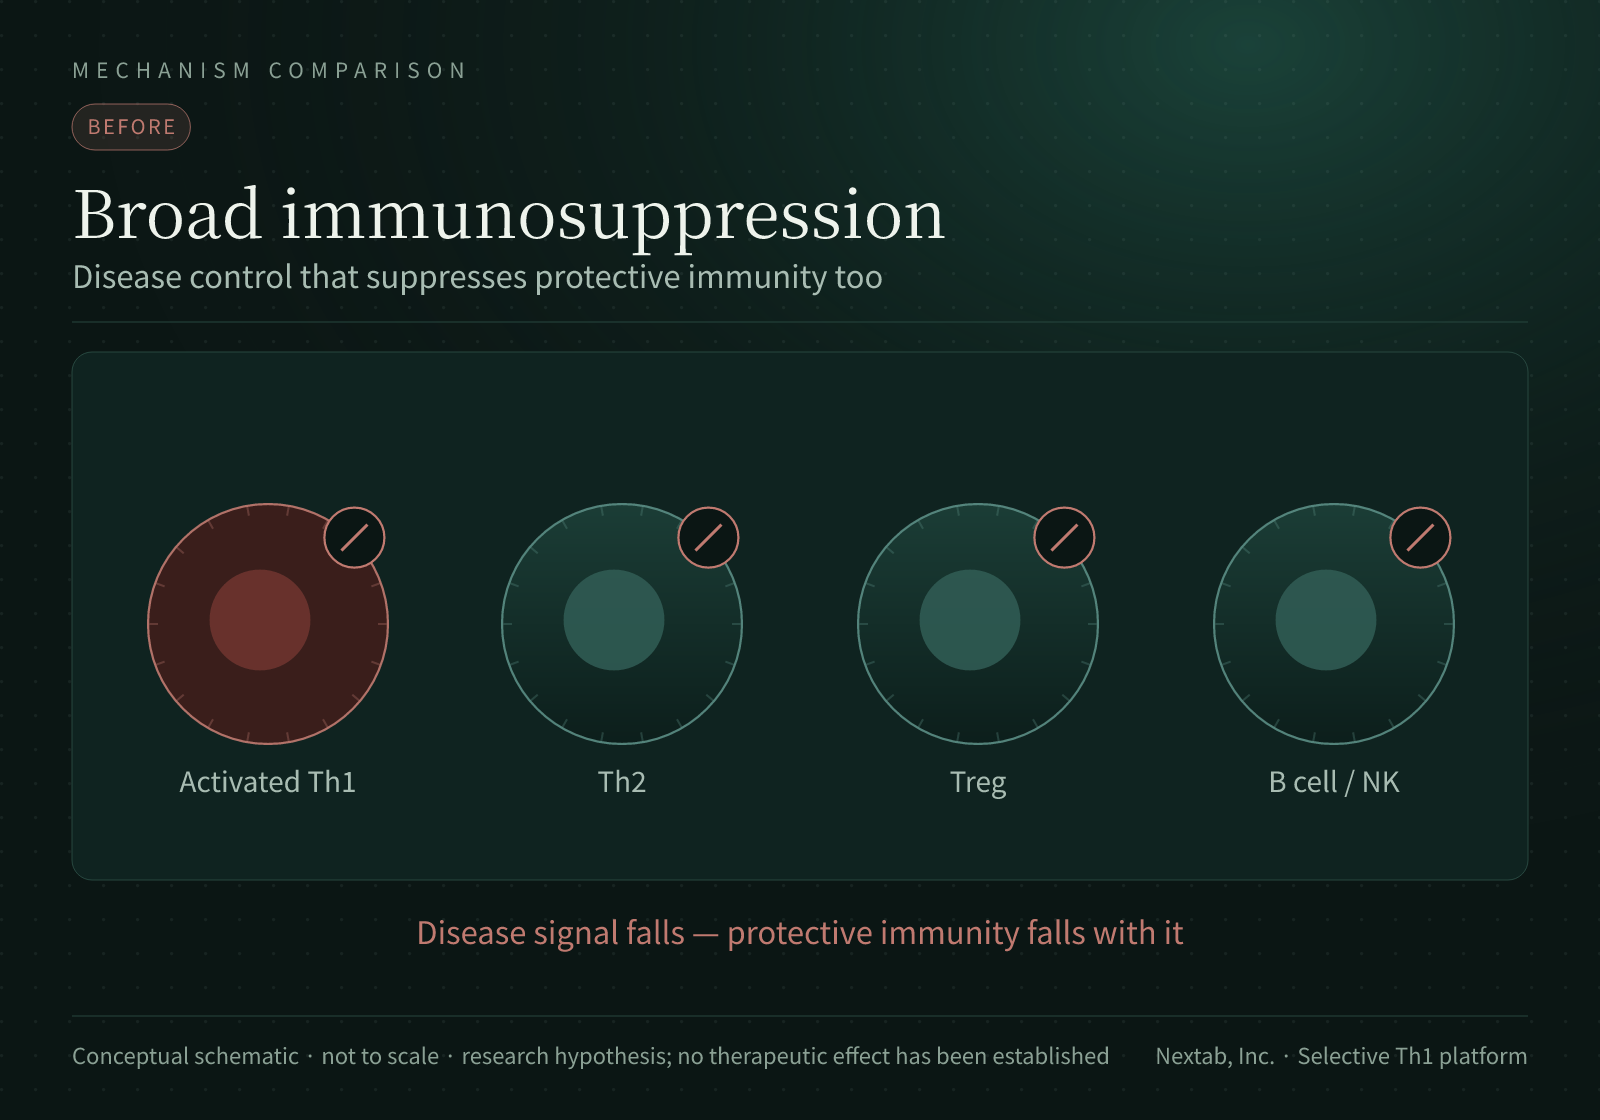 MECHANISM COMPARISON
BEFORE
Broad immunosuppression
Disease control that suppresses protective immunity too
Activated Th1
Th2
Treg
B cell / NK
Disease signal falls — protective immunity falls with it
Conceptual schematic · not to scale · research hypothesis; no therapeutic effect has been established
Nextab, Inc. · Selective Th1 platform